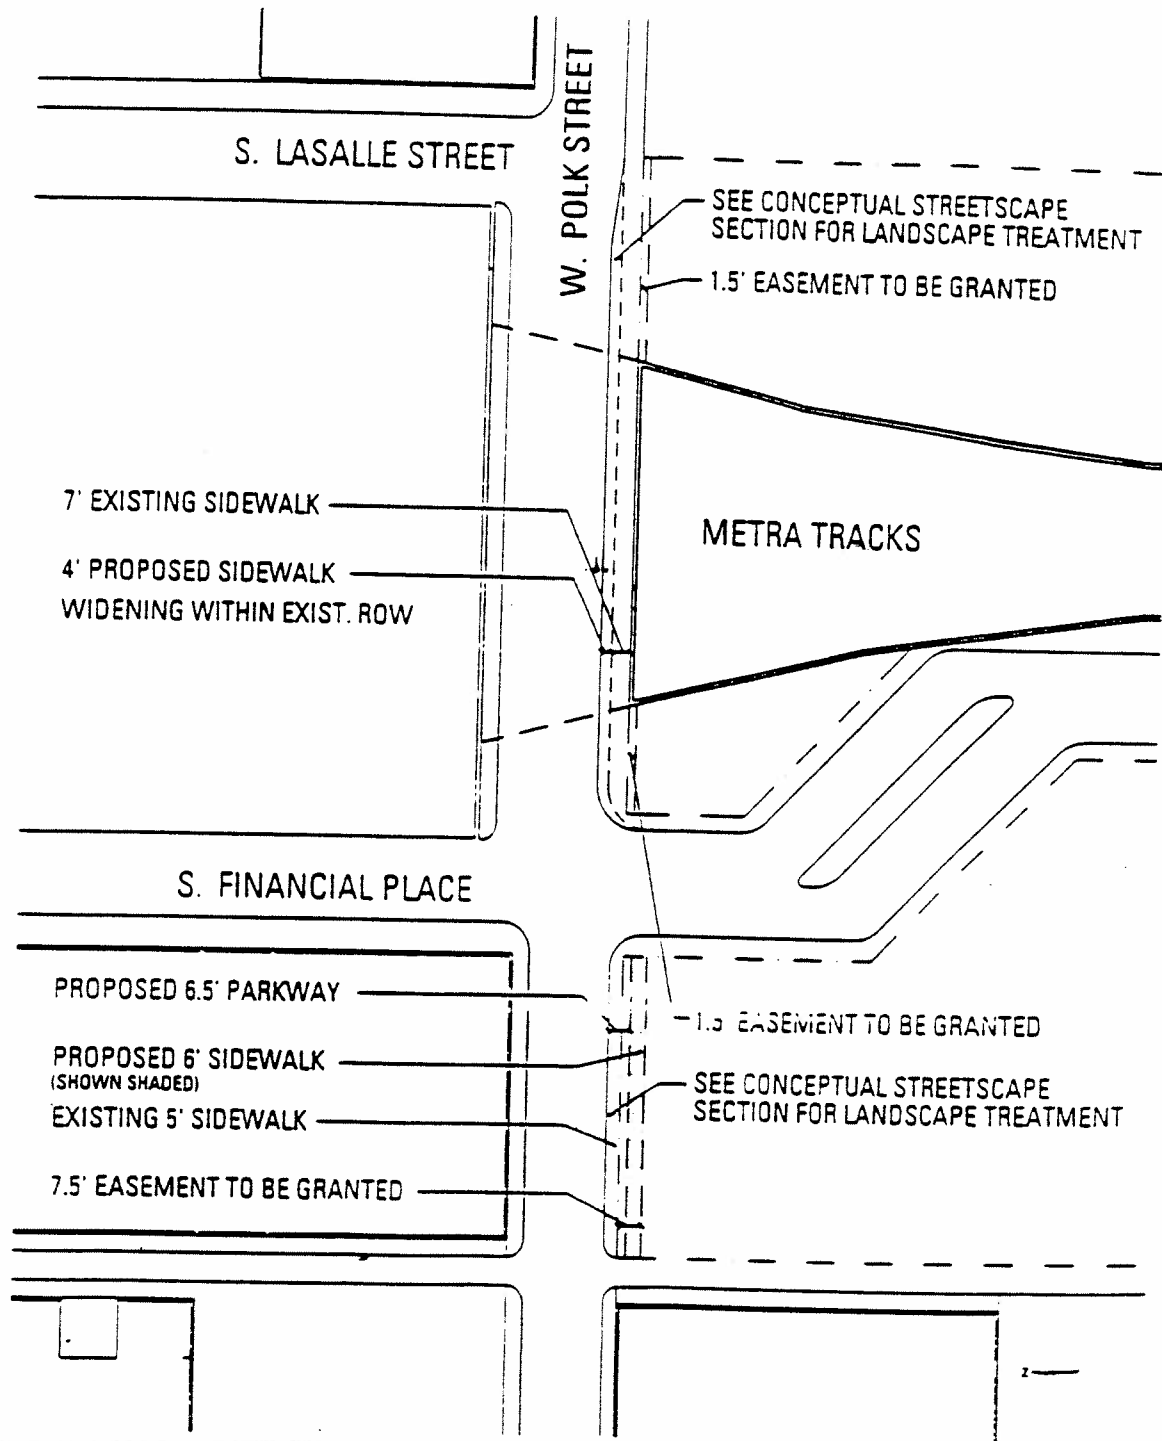 W. POLK STREET
S. LASALLE STREET
SEE CONCEPTUAL STREETSCAPE
SECTION FOR LANDSCAPE TREATMENT
1.5' EASEMENT TO BE GRANTED
7' EXISTING SIDEWALK
METRA TRACKS
4' PROPOSED SIDEWALK
WIDENING WITHIN EXIST. ROW
S. FINANCIAL PLACE
PROPOSED 6.5' PARKWAY
1.5' EASEMENT TO BE GRANTED
PROPOSED 6' SIDEWALK
(SHOWN SHADED)
SEE CONCEPTUAL STREETSCAPE
SECTION FOR LANDSCAPE TREATMENT
EXISTING 5' SIDEWALK
7.5' EASEMENT TO BE GRANTED
Z